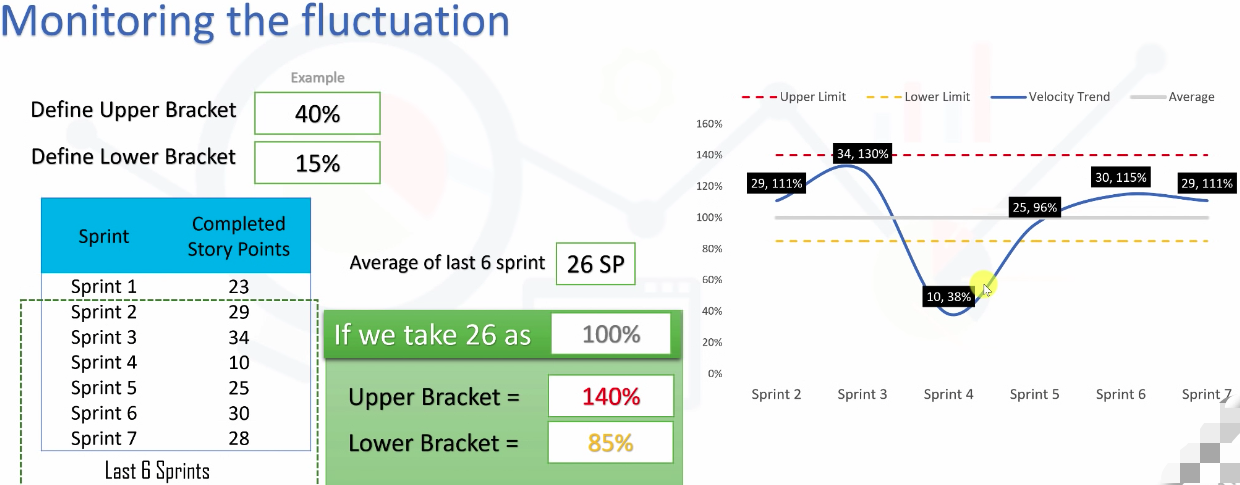 Monitoring the fluctuation
Example
Define Upper Bracket 40%
Define Lower Bracket 15%
Sprint Completed Story Points
Sprint 1 23
Sprint 2 29
Sprint 3 34
Sprint 4 10
Sprint 5 25
Sprint 6 30
Sprint 7 28
Last 6 Sprints
Average of last 6 sprint 26 SP
If we take 26 as 100%
Upper Bracket = 140%
Lower Bracket = 85%
Upper Limit Lower Limit Velocity Trend Average
160%
140%
120%
100%
80%
60%
40%
20%
0%
29, 111%
34, 130%
10, 38%
25, 96%
30, 115%
29, 111%
Sprint 2 Sprint 3 Sprint 4 Sprint 5 Sprint 6 Sprint 7